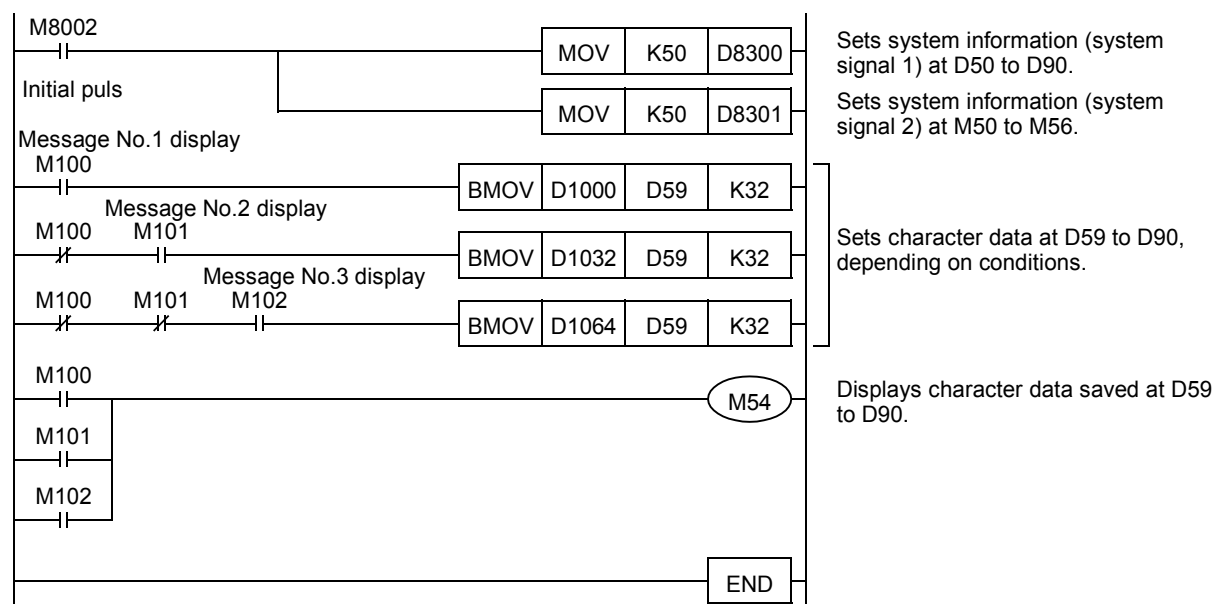 M8002
MOV K50 D8300
Sets system information (system
signal 1) at D50 to D90.
Initial puls
MOV K50 D8301
Sets system information (system
signal 2) at M50 to M56.
Message No.1 display
M100
BMOV D1000 D59 K32
Message No.2 display
M100 M101
BMOV D1032 D59 K32
Sets character data at D59 to D90,
depending on conditions.
Message No.3 display
M100 M101 M102
BMOV D1064 D59 K32
M100
M54
Displays character data saved at D59
to D90.
M101
M102
END